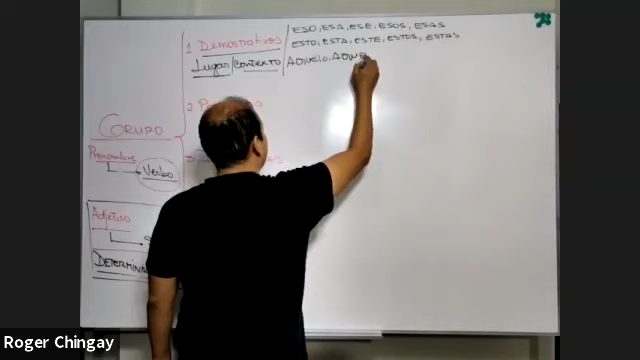 ESO, ESA, ESE, ESOS, ESAS
1 Demostrativos
ESTO, ESTA, ESTE, ESTOS, ESTAS
Lugar/Contexto
AQUELLO, AQUE
2
GRUPO
Pronombre
Verbo
Adjetivo
DETERMINA
Roger Chingay